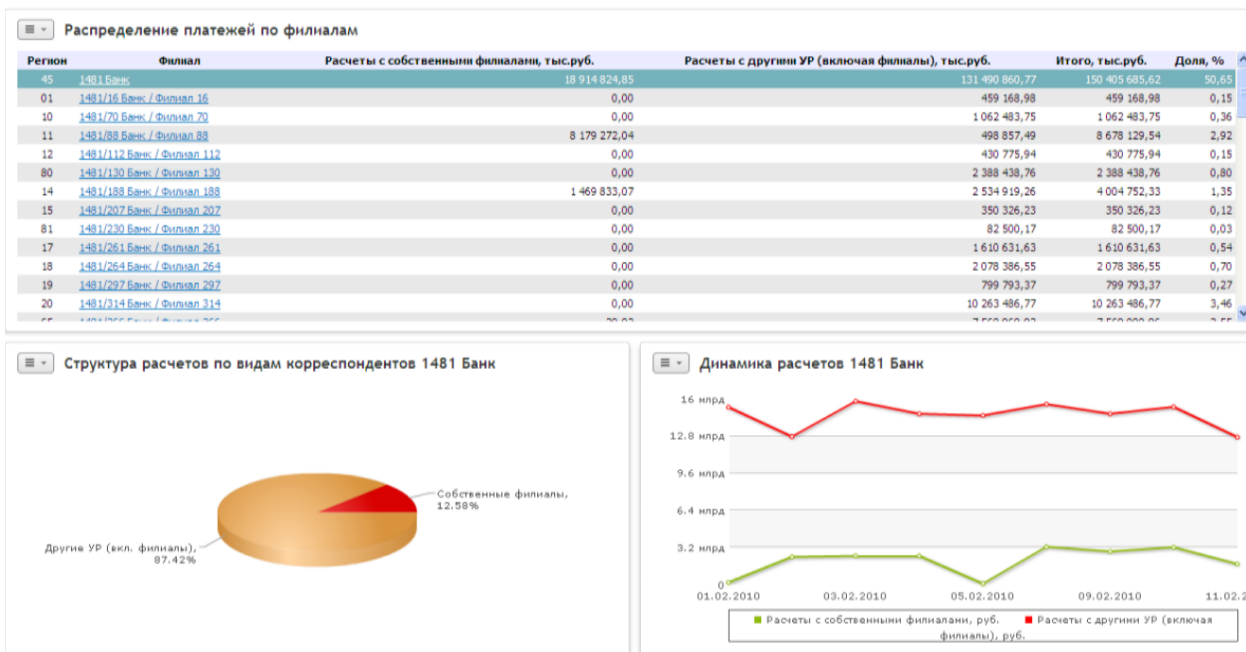 Распределение платежей по филиалам
Регион Филиал Расчеты с собственными филиалами, тыс.руб. Расчеты с другими УР (включая филиалы), тыс.руб. Итого, тыс.руб. Доля, %
45 1481 Банк 18 914 824,85 131 490 860,77 150 405 685,62 50,65
01 1481/16 Банк / Филиал 16 0,00 459 168,98 459 168,98 0,15
10 1481/70 Банк / Филиал 70 0,00 1 062 483,75 1 062 483,75 0,36
11 1481/88 Банк / Филиал 88 8 179 272,04 498 857,49 8 678 129,54 2,92
12 1481/112 Банк / Филиал 112 0,00 430 775,94 430 775,94 0,15
80 1481/130 Банк / Филиал 130 0,00 2 388 438,76 2 388 438,76 0,80
14 1481/188 Банк / Филиал 188 1 469 833,07 2 534 919,26 4 004 752,33 1,35
15 1481/207 Банк / Филиал 207 0,00 350 326,23 350 326,23 0,12
81 1481/230 Банк / Филиал 230 0,00 82 500,17 82 500,17 0,03
17 1481/261 Банк / Филиал 261 0,00 1 610 631,63 1 610 631,63 0,54
18 1481/264 Банк / Филиал 264 0,00 2 078 386,55 2 078 386,55 0,70
19 1481/297 Банк / Филиал 297 0,00 799 793,37 799 793,37 0,27
20 1481/314 Банк / Филиал 314 0,00 10 263 486,77 10 263 486,77 3,46
Структура расчетов по видам корреспондентов 1481 Банк
Собственные филиалы,
12.58%
Другие УР (вкл. филиалы),
87.42%
Динамика расчетов 1481 Банк
16 млрд
12.8 млрд
9.6 млрд
6.4 млрд
3.2 млрд
0
01.02.2010 03.02.2010 05.02.2010 09.02.2010 11.02.2
Расчеты с собственными филиалани, руб. Расчеты с другини УР (включая
филиалы), руб.